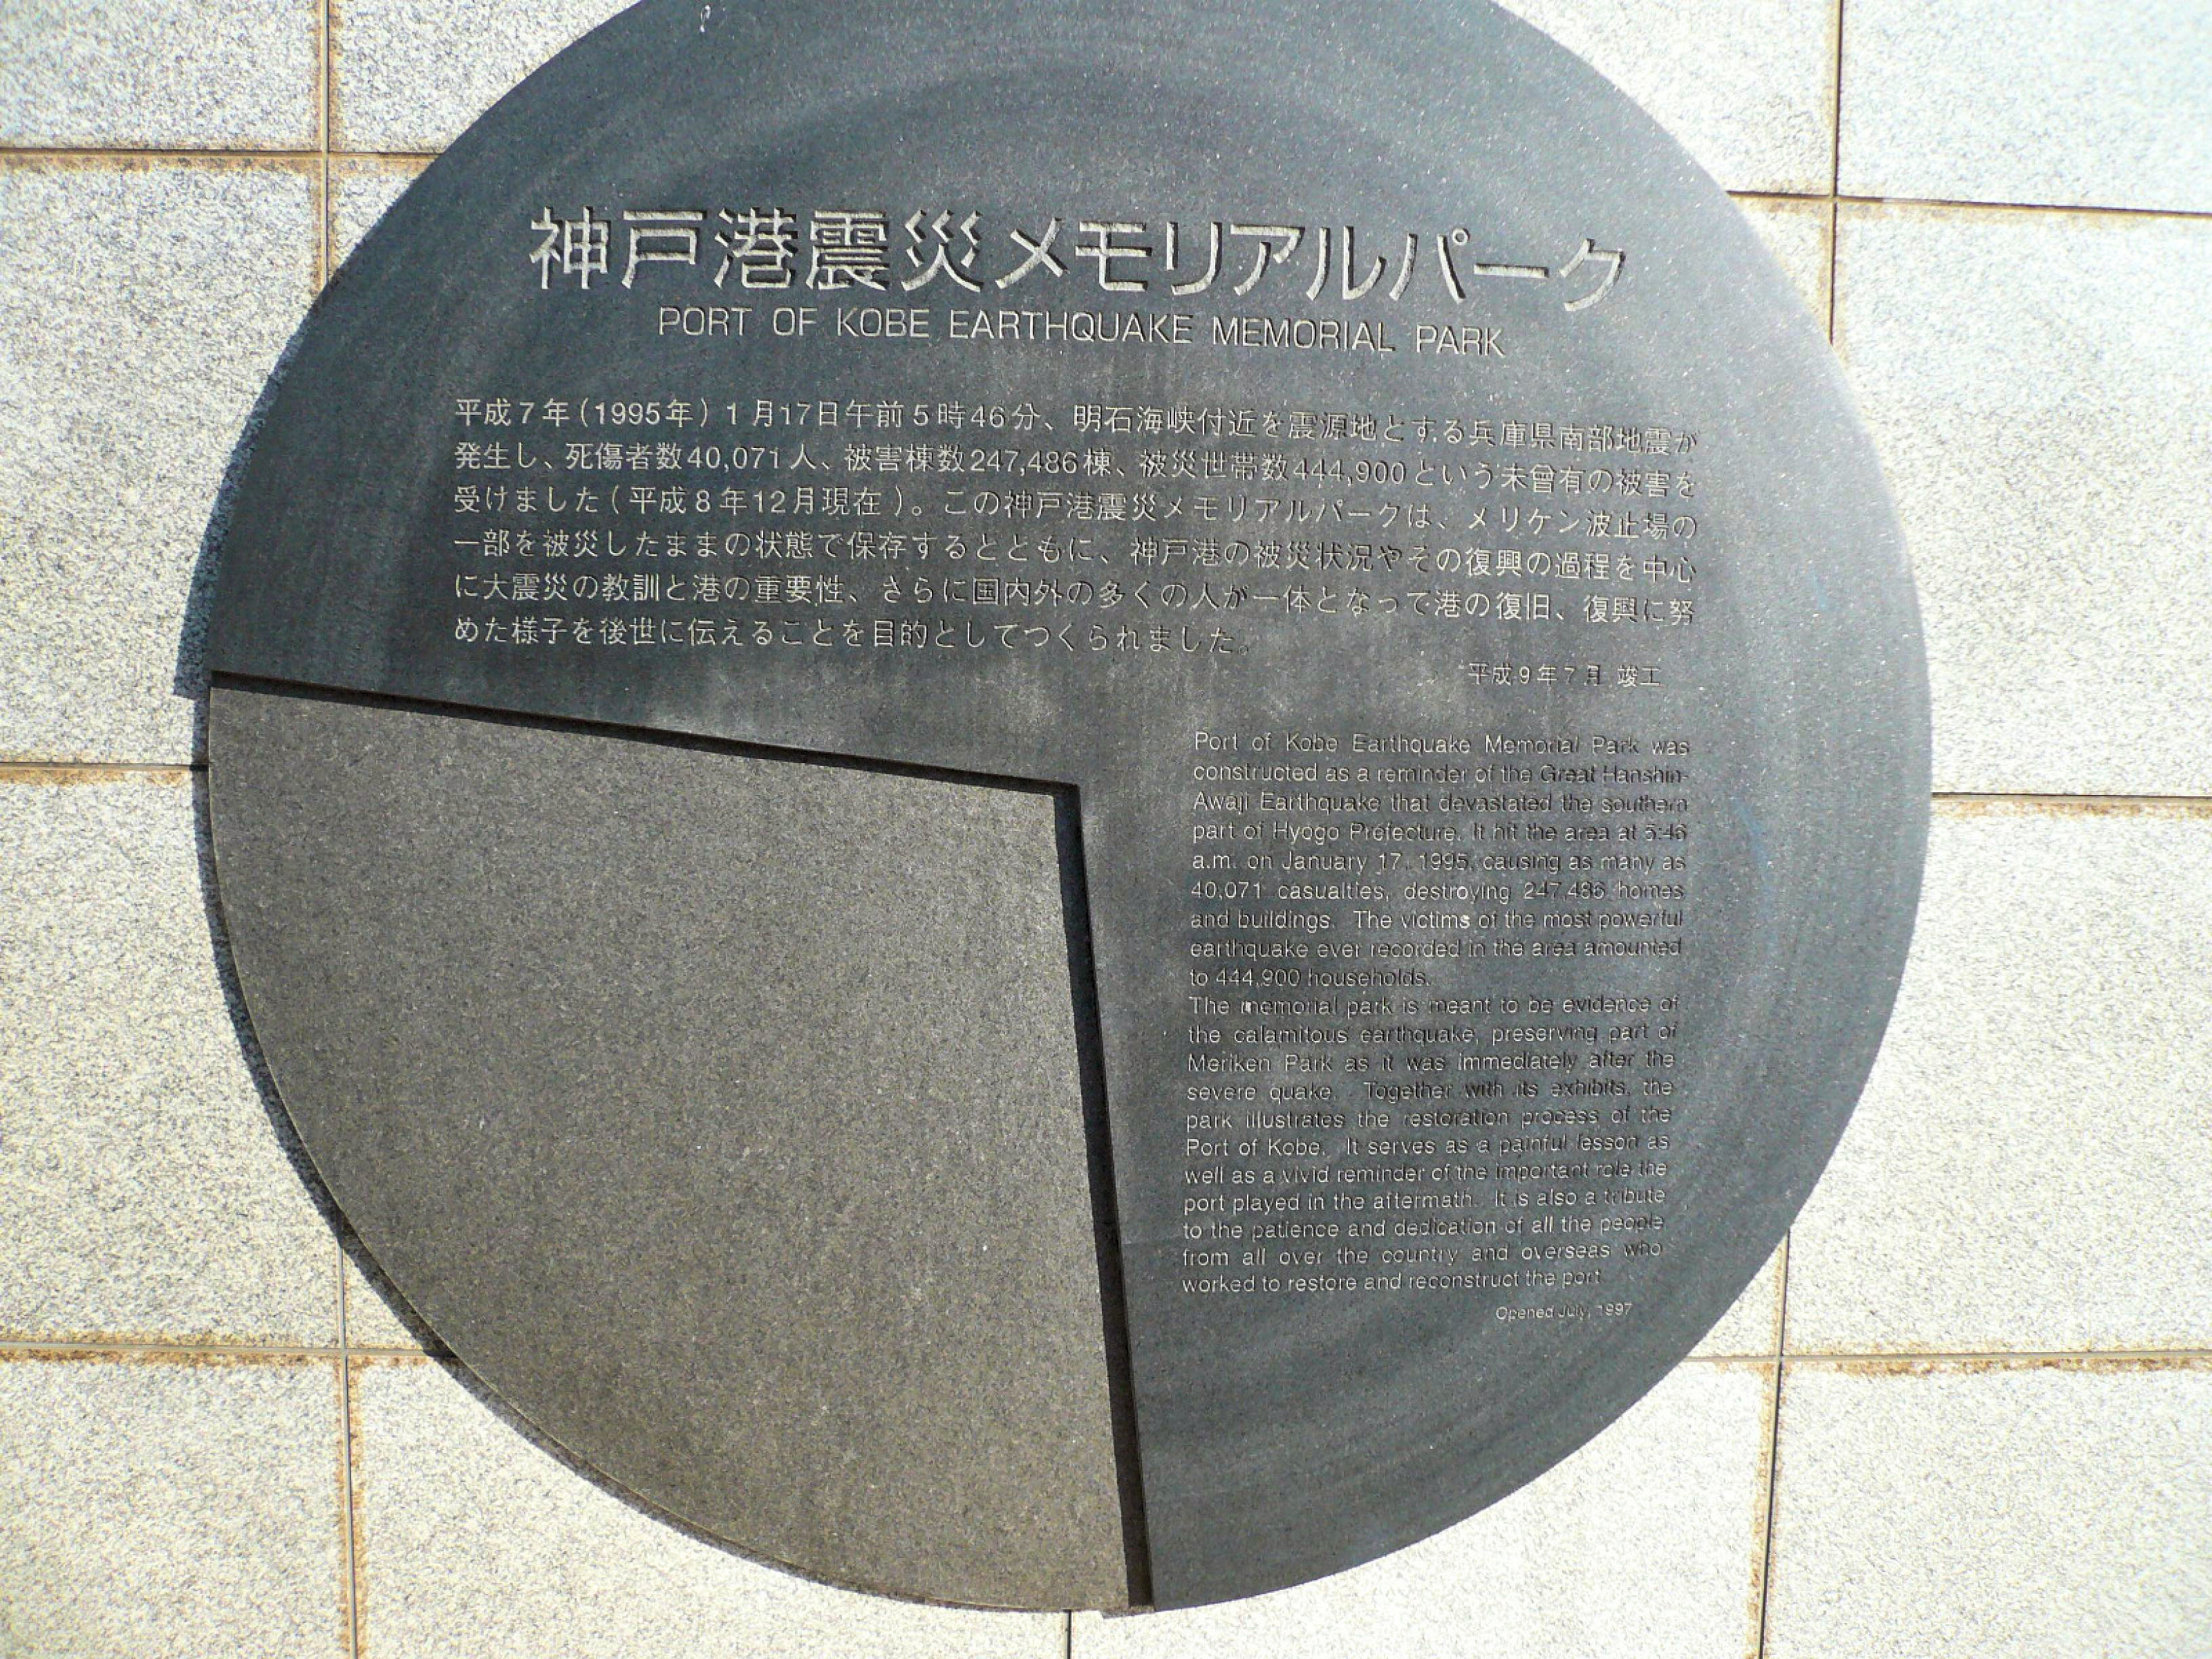 神戸港震災メモリアルパーク
PORT OF KOBE EARTHQUAKE MEMORIAL PARK
平成7年(1995年)1月17日午前5時46分、明石海峡付近を震源地とする兵庫県南部地震が
発生し、死傷者数40,071人、被害棟数247,486棟、被災世帯数444,900という未曾有の被害を
受けました(平成8年12月現在)。この神戸港震災メモリアルパークは、メリケン波止場の
一部を被災したままの状態で保存するとともに、神戸港の被災状況やその復興の過程を中心
に大震災の教訓と港の重要性、さらに国内外の多くの人が一体となって港の復旧、復興に努
めた様子を後世に伝えることを目的としてつくられました。
平成9年7月 竣工
Port of Kobe Earthquake Memorial Park was
constructed as a reminder of the Great Hanshin-
Awaji Earthquake that devastated the southern
part of Hyogo Prefecture. It hit the area at 5:46
a.m. on January 17, 1995, causing as many as
40,071 casualties, destroying 247,486 homes
and buildings. The victims of the most powerful
earthquake ever recorded in the area amounted
to 444,900 households.
The memorial park is meant to be evidence of
the calamitous earthquake, preserving part of
Meriken Park as it was immediately after the
severe quake. Together with its exhibits, the
park illustrates the restoration process of the
Port of Kobe. It serves as a painful lesson as
well as a vivid reminder of the important role the
port played in the aftermath. It is also a tribute
to the patience and dedication of all the people
from all over the country and overseas who
worked to restore and reconstruct the port.
Opened July, 1997